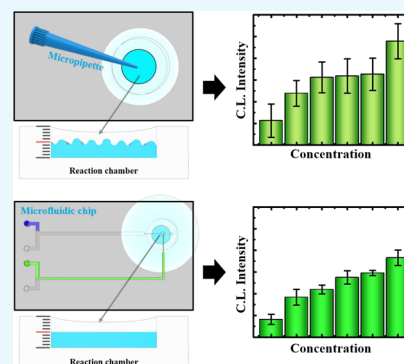 Micropipette
Reaction chamber
C.L. Intensity
Concentration
Microfluidic chip
Reaction chamber
C.L. Intensity
Concentration